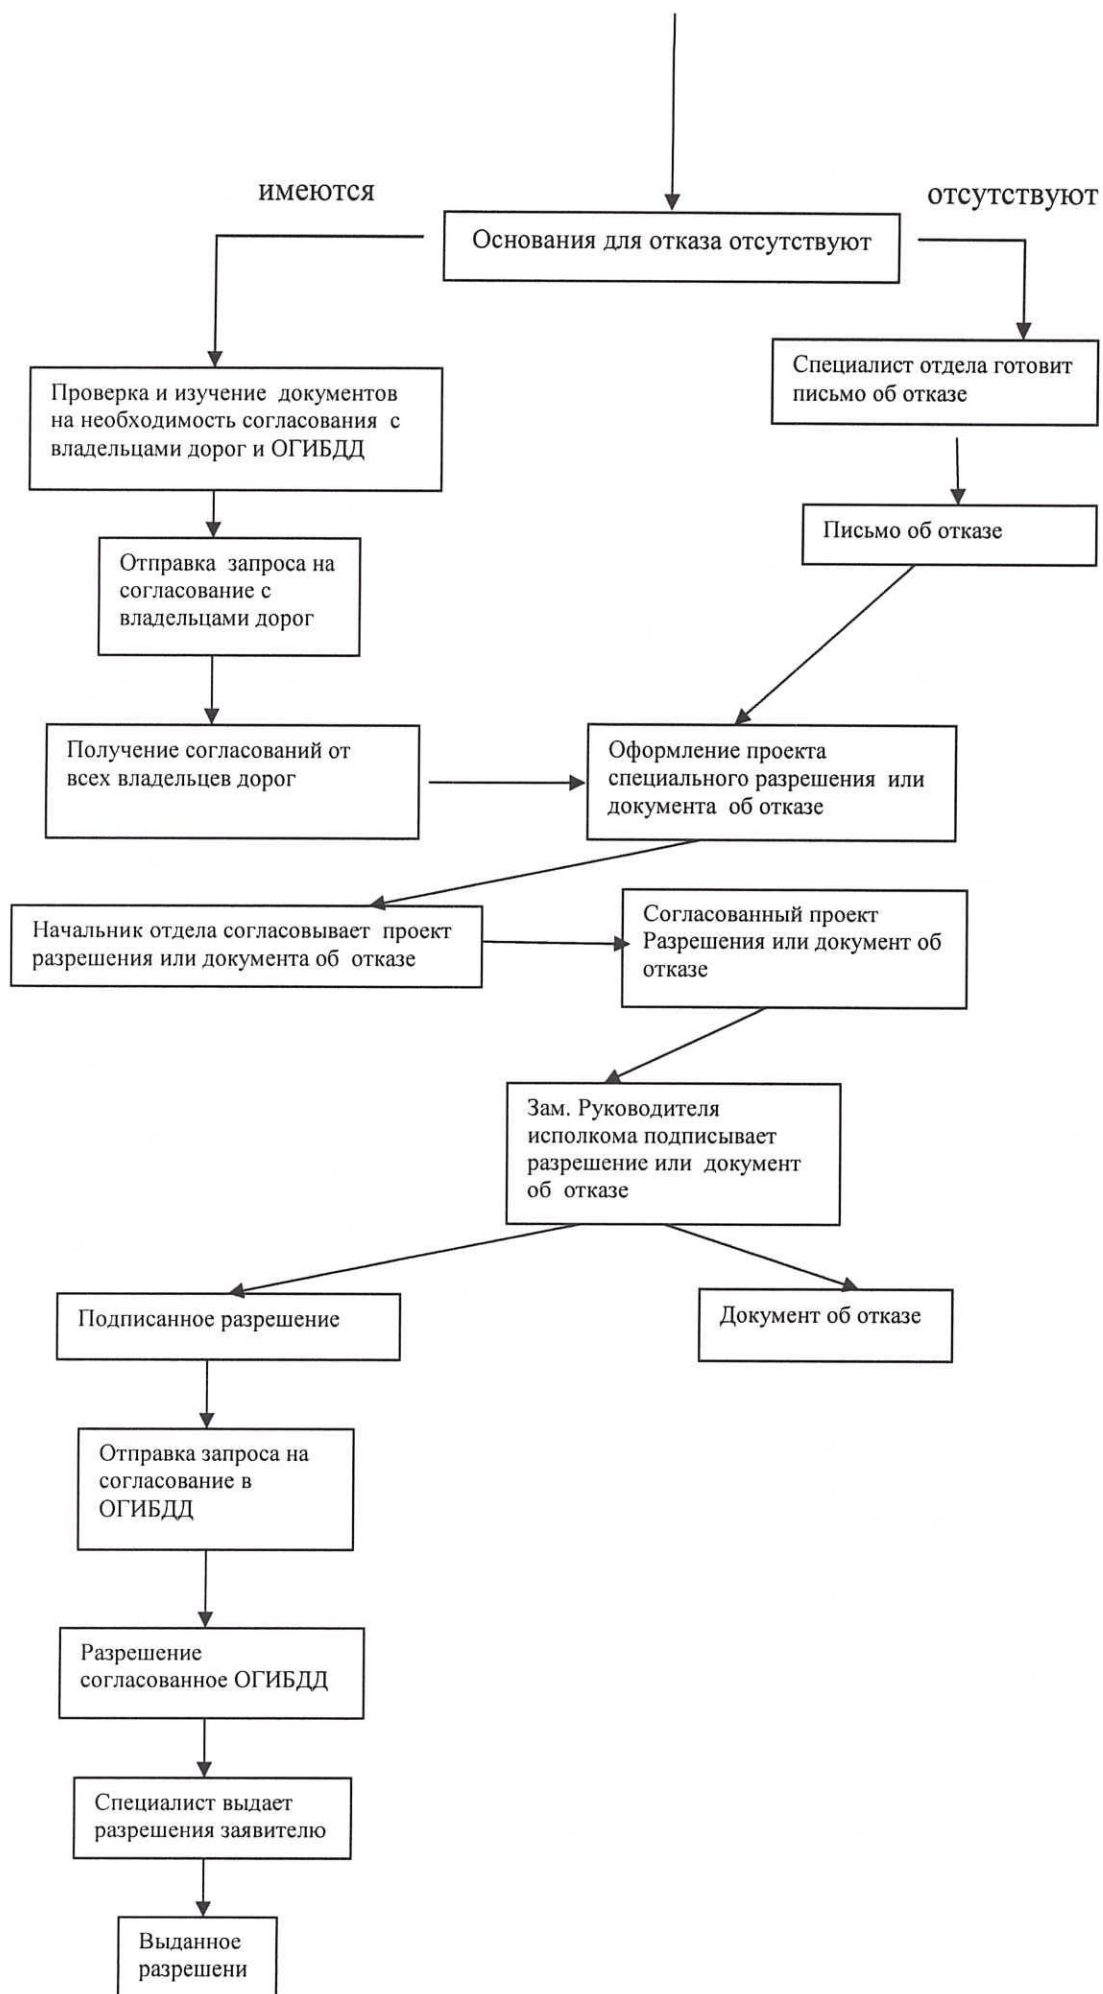 имеются
отсутствуют
Основания для отказа отсутствуют
Проверка и изучение документов
на необходимость согласования с
владельцами дорог и ОГИБДД
Специалист отдела готовит
письмо об отказе
Письмо об отказе
Отправка запроса на
согласование с
владельцами дорог
Получение согласований от
всех владельцев дорог
Оформление проекта
специального разрешения или
документа об отказе
Начальник отдела согласовывает проект
разрешения или документа об отказе
Согласованный проект
Разрешения или документ об
отказе
Зам. Руководителя
исполкома подписывает
разрешение или документ
об отказе
Подписанное разрешение
Документ об отказе
Отправка запроса на
согласование в
ОГИБДД
Разрешение
согласованное ОГИБДД
Специалист выдает
разрешения заявителю
Выданное
разрешени